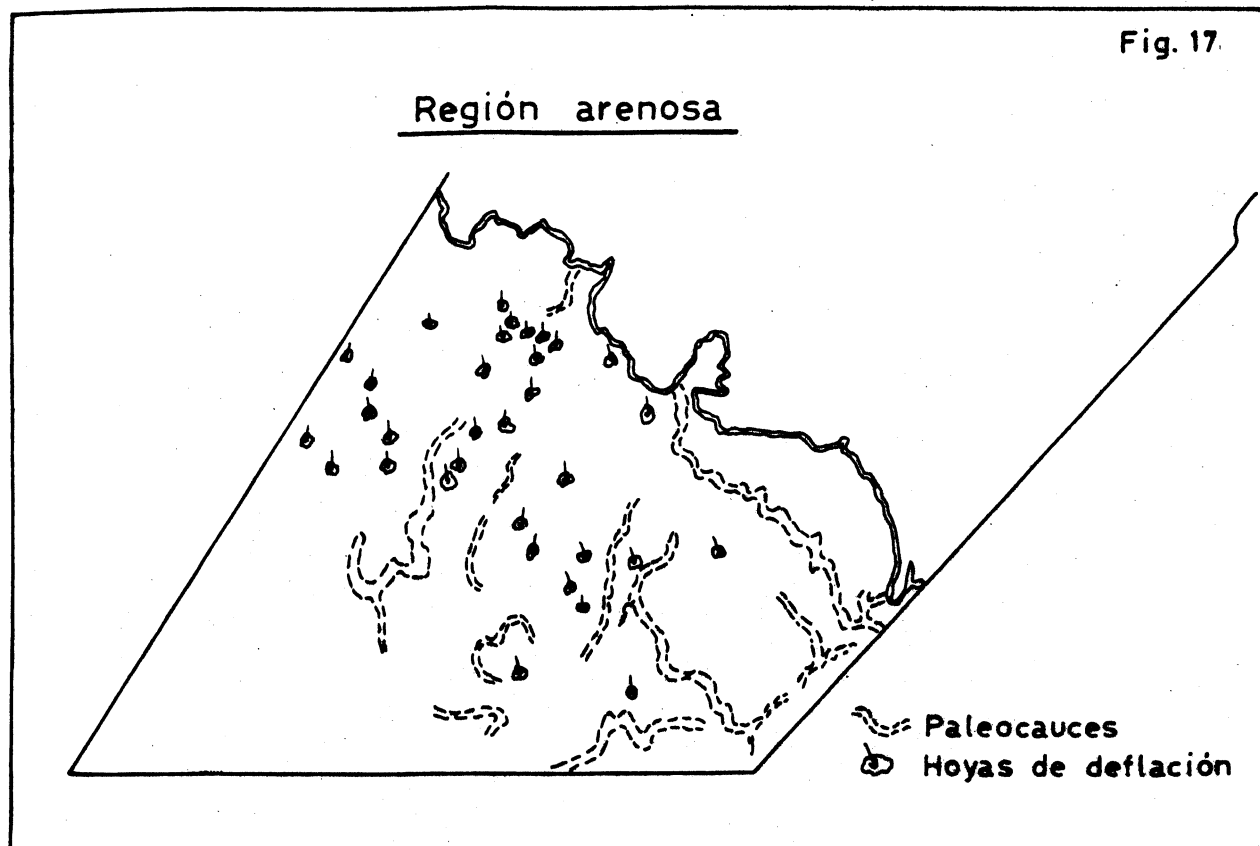 Fig. 17.
Región arenosa
Paleocauces
Hoyas de deflación